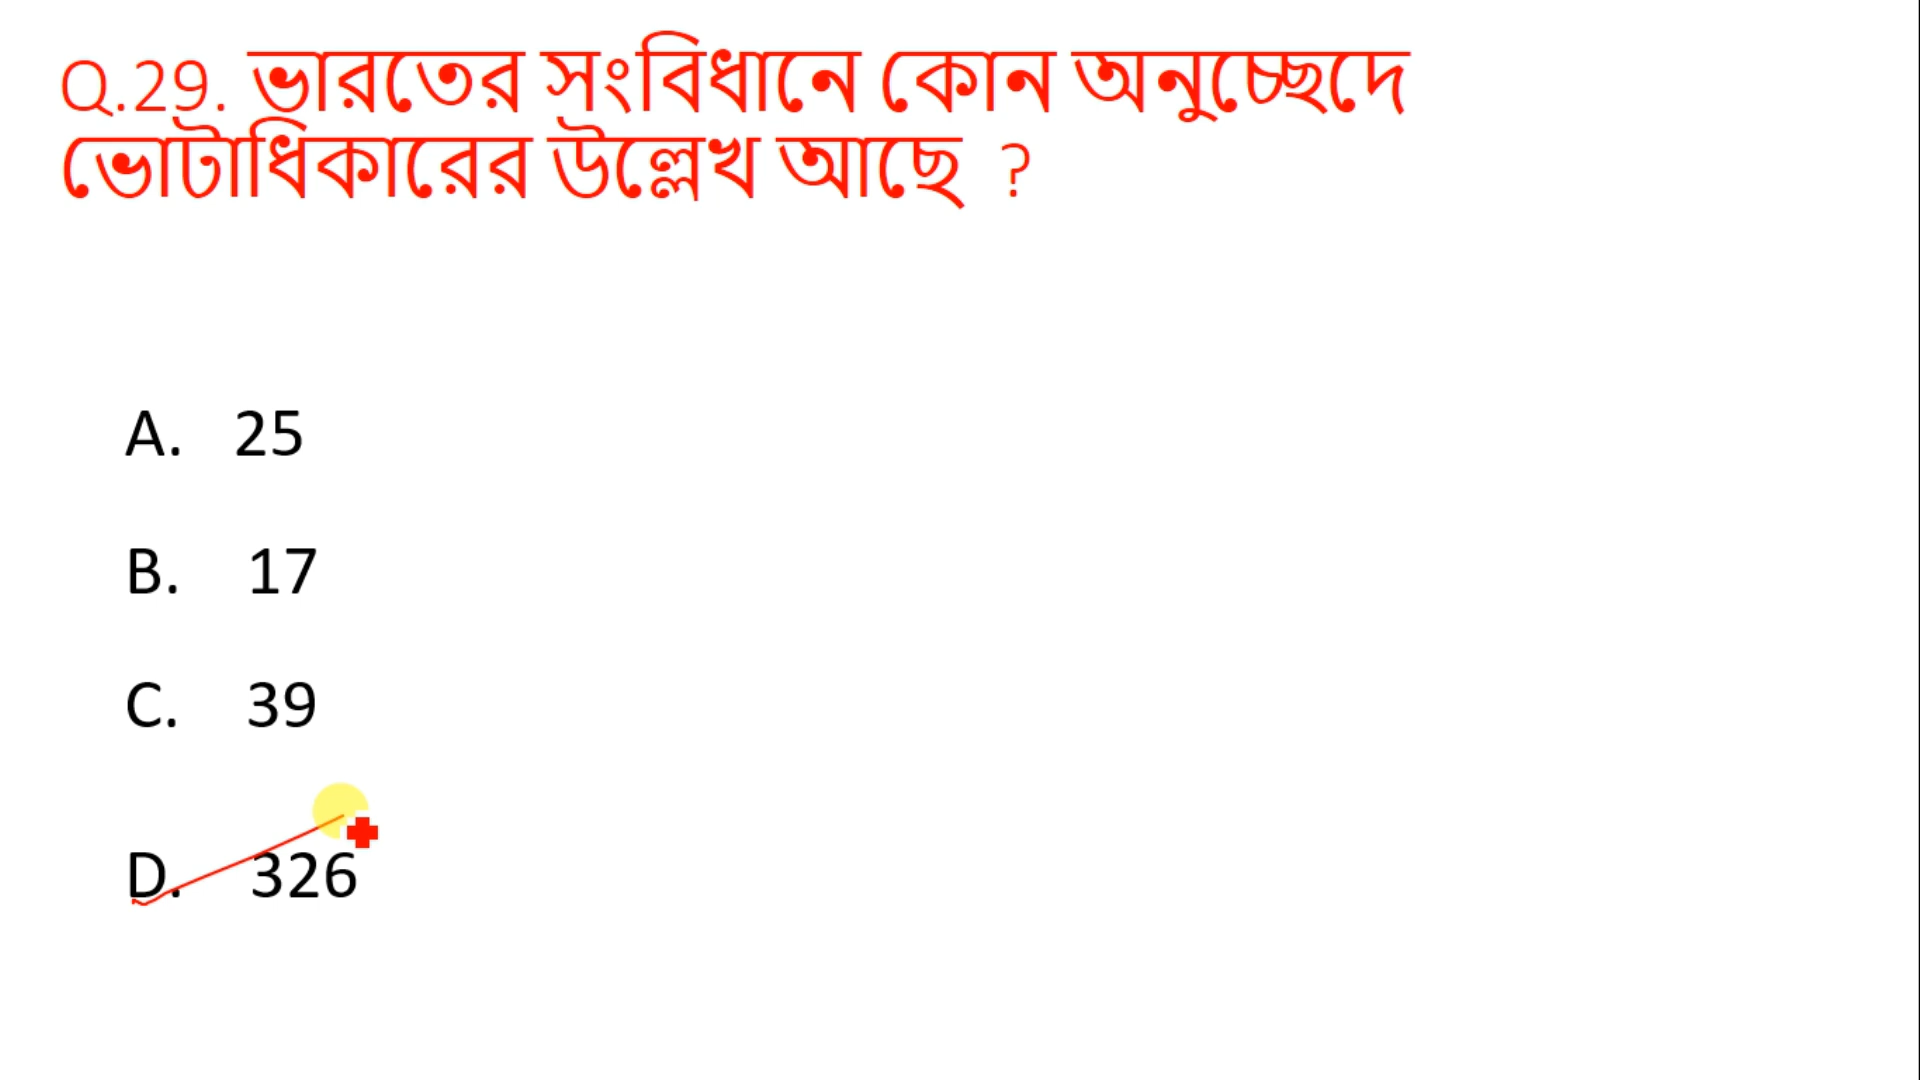 Q.29. ভারতের সংবিধানে কোন অনুচ্ছেদে
ভোটাধিকারের উল্লেখ আছে ?
A. 25
B. 17
C. 39
D. 326